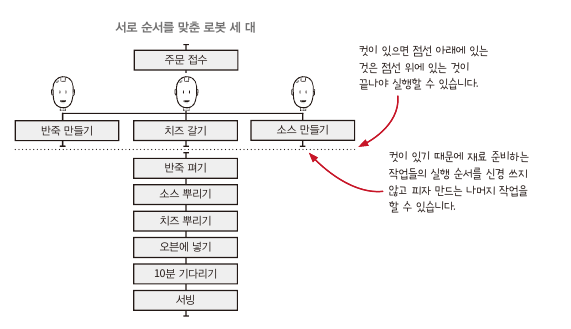 서로 순서를 맞춘 로봇 세 대
주문 접수
컷이 있으면 점선 아래에 있는
것은 점선 위에 있는 것이
끝나야 실행할 수 있습니다.
반죽 만들기
치즈 갈기
소스 만들기
컷이 있기 때문에 재료 준비하는
작업들의 실행 순서를 신경 쓰지
않고 피자 만드는 나머지 작업을
할 수 있습니다.
반죽 펴기
소스 뿌리기
치즈 뿌리기
오븐에 넣기
10분 기다리기
서빙